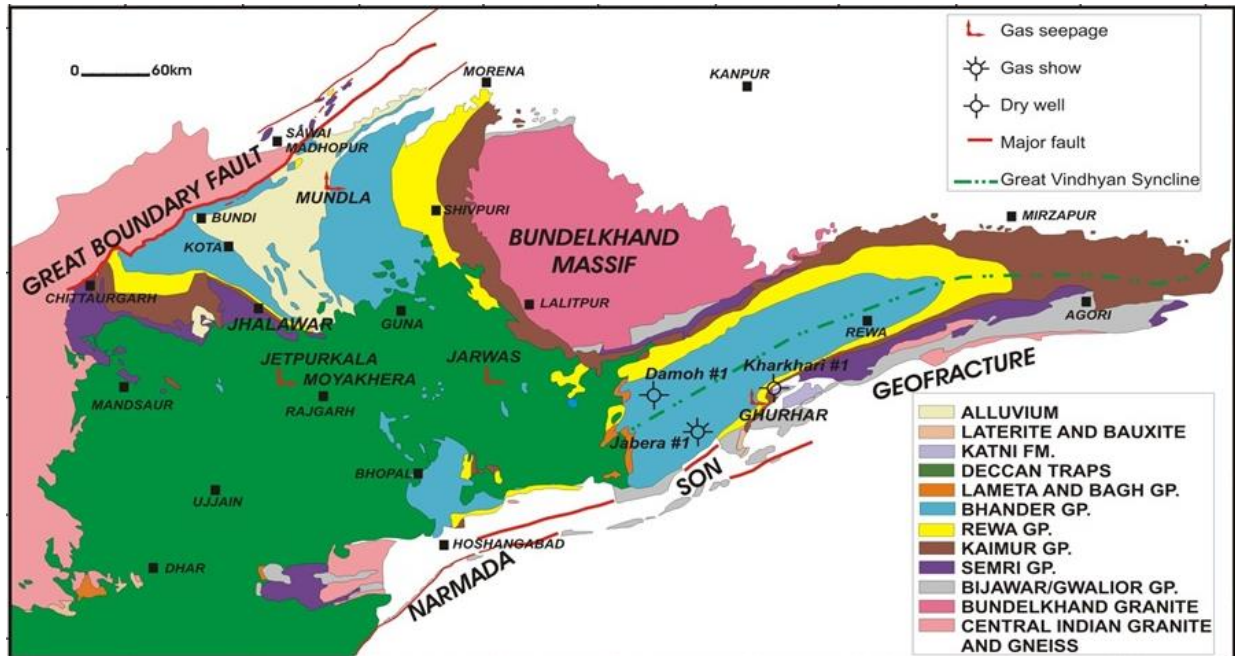 0 60km
MORENA
KANPUR
SAWAI
MADHOPUR
GREAT BOUNDARY FAULT
MUNDLA
BUNDI
SHIVPURI
MIRZAPUR
KOTA
BUNDELKHAND
MASSIF
CHITTAURGARH
LALITPUR
JHALAWAR
GUNA
AGORI
REWA
JETPURKALA
MOYAKHERA
JARWAS
Damoh #1
Kharkhari #1
GEOFRACTURE
MANDSAUR
RAJGARH
GHURHAR
Jabera #1
BHOPAL
SON
UJJAIN
HOSHANGABAD
DHAR
NARMADA
Gas seepage
Gas show
Dry well
Major fault
Great Vindhyan Syncline
ALLUVIUM
LATERITE AND BAUXITE
KATNI FM.
DECCAN TRAPS
LAMETA AND BAGH GP.
BHANDER GP.
REWA GP.
KAIMUR GP.
SEMRI GP.
BIJAWAR/GWALIOR GP.
BUNDELKHAND GRANITE
CENTRAL INDIAN GRANITE
AND GNEISS